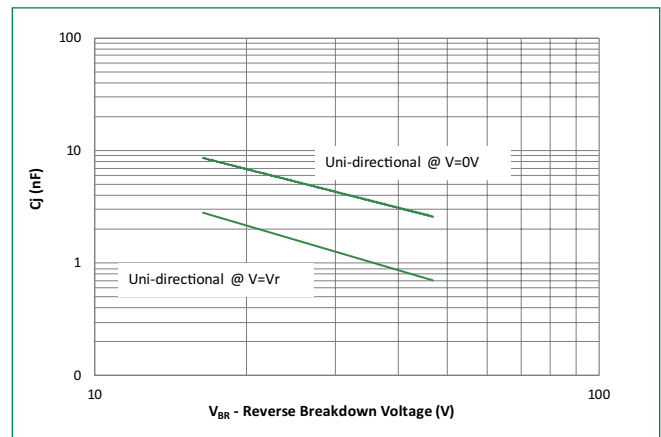 100
10
1
0
Cj (nF)
Uni-directional @ V=0V
Uni-directional @ V=Vr
10
100
VBR - Reverse Breakdown Voltage (V)